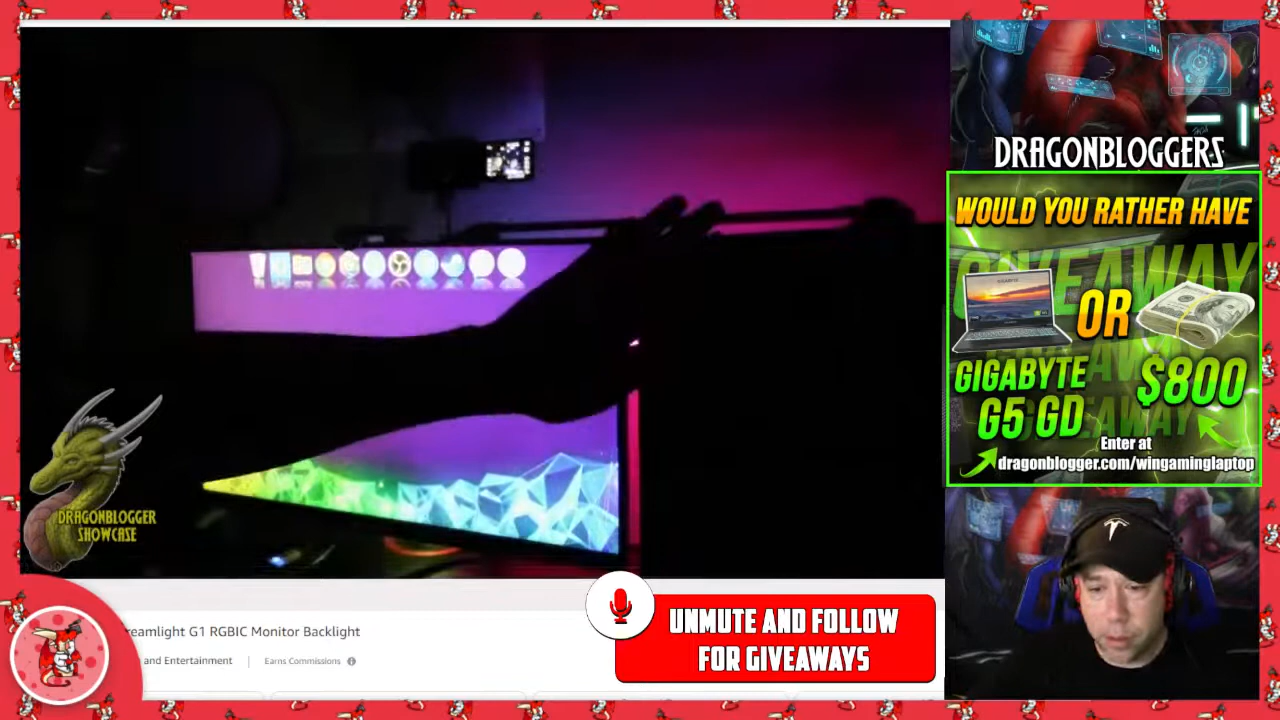 DRAGONBLOGGERS
WOULD YOU RATHER HAVE
GIVEAWAY
OR
GIGABYTE
G5 GD
$800
Enter at
dragonblogger.com/wingaminglaptop
DRAGONBLOGGER
SHOWCASE
reamlight G1 RGBIC Monitor Backlight
and Entertainment
Earns Commissions
UNMUTE AND FOLLOW
FOR GIVEAWAYS